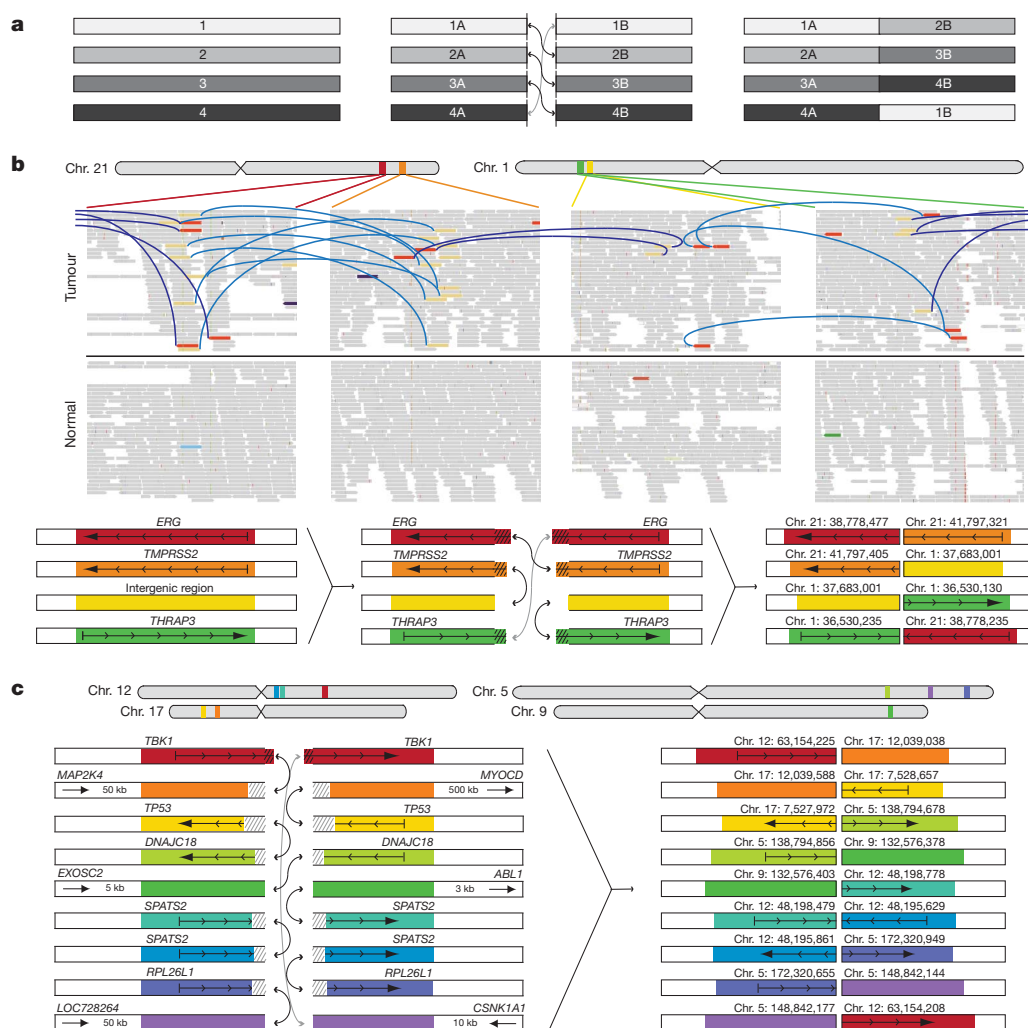 a
1 1A 1B 1A 2B
2 2A 2B 2A 3B
3 3A 3B 3A 4B
4 4A 4B 4A 1B
b
Chr. 21 Chr. 1
Tumour
Normal
ERG ERG ERG Chr. 21: 38,778,477 Chr. 21: 41,797,321
TMPRSS2 TMPRSS2 TMPRSS2 Chr. 21: 41,797,405 Chr. 1: 37,683,001
Intergenic region Chr. 1: 37,683,001 Chr. 1: 36,530,130
THRAP3 THRAP3 THRAP3 Chr. 1: 36,530,235 Chr. 21: 38,778,235
c
Chr. 12 Chr. 5
Chr. 17 Chr. 9
TBK1 TBK1 Chr. 12: 63,154,225 Chr. 17: 12,039,038
MAP2K4 MYOCD Chr. 17: 12,039,588 Chr. 17: 7,528,657
50 kb 500 kb
TP53 TP53 Chr. 17: 7,527,972 Chr. 5: 138,794,678
DNAJC18 DNAJC18 Chr. 5: 138,794,856 Chr. 9: 132,576,378
EXOSC2 ABL1 Chr. 9: 132,576,403 Chr. 12: 48,198,778
5 kb 3 kb
SPATS2 SPATS2 Chr. 12: 48,198,479 Chr. 12: 48,195,629
SPATS2 SPATS2 Chr. 12: 48,195,861 Chr. 5: 172,320,949
RPL26L1 RPL26L1 Chr. 5: 172,320,655 Chr. 5: 148,842,144
LOC728264 CSNK1A1 Chr. 5: 148,842,177 Chr. 12: 63,154,208
50 kb 10 kb